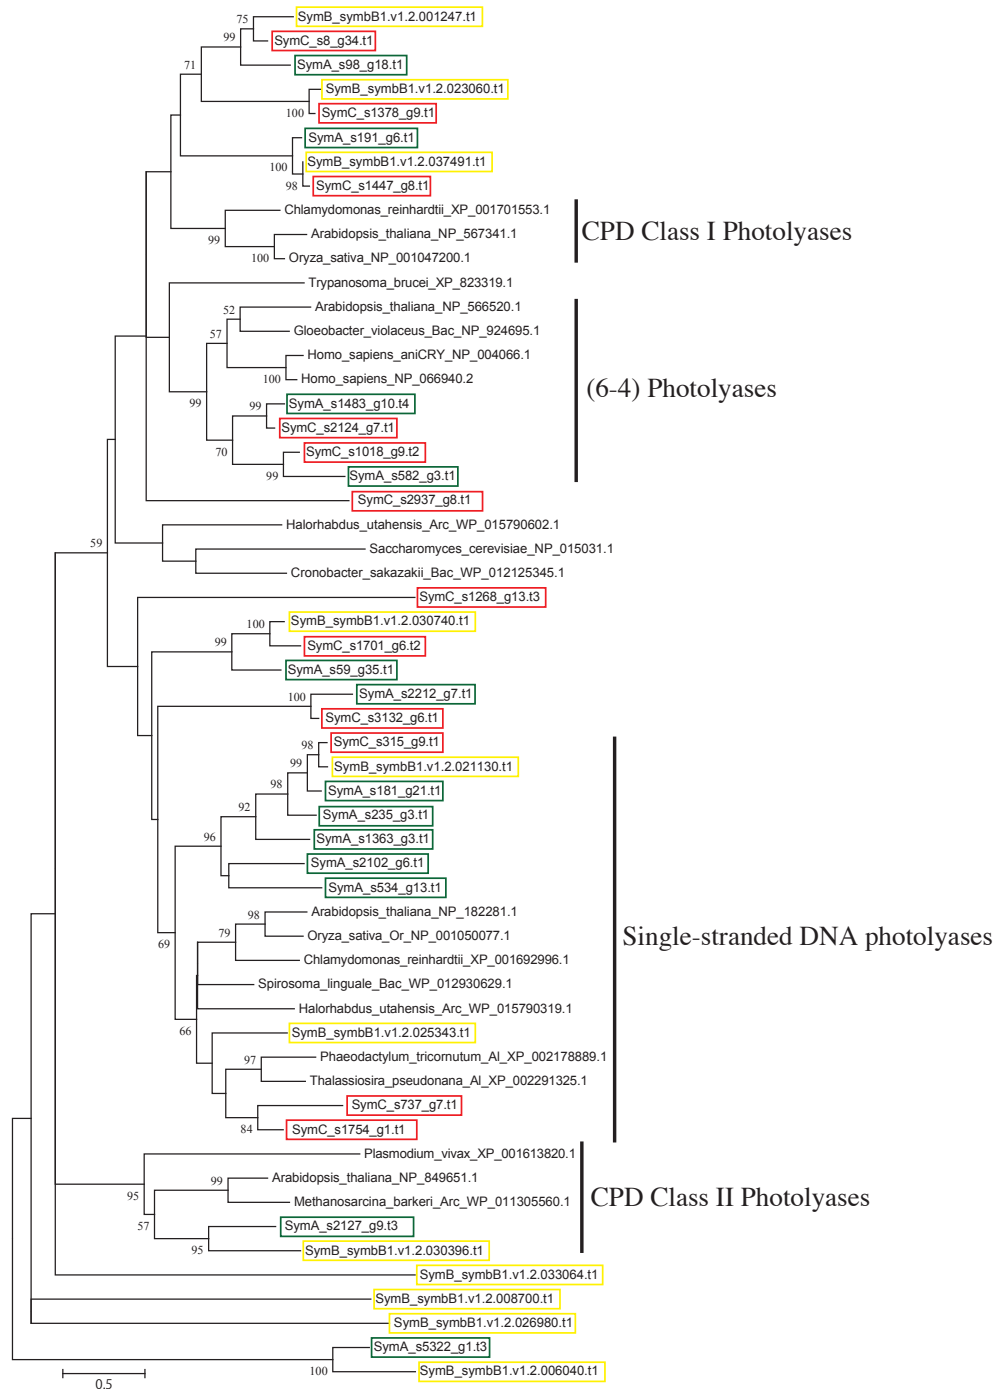 75
SymB_symbB1.v1.2.001247.t1
99
SymC_s8_g34.t1
71
SymA_s98_g18.t1
SymB_symbB1.v1.2.023060.t1
100
SymC_s1378_g9.t1
SymA_s191_g6.t1
100
SymB_symbB1.v1.2.037491.t1
98
SymC_s1447_g8.t1
Chlamydomonas_reinhardtii_XP_001701553.1
99
Arabidopsis_thaliana_NP_567341.1
CPD Class I Photolyases
100
Oryza_sativa_NP_001047200.1
Trypanosoma_brucei_XP_823319.1
52
Arabidopsis_thaliana_NP_566520.1
57
Gloeobacter_violaceus_Bac_NP_924695.1
Homo_sapiens_aniCRY_NP_004066.1
100
Homo_sapiens_NP_066940.2
(6-4) Photolyases
99
99
SymA_s1483_g10.t4
SymC_s2124_g7.t1
70
SymC_s1018_g9.t2
99
SymA_s582_g3.t1
SymC_s2937_g8.t1
Halorhabdus_utahensis_Arc_WP_015790602.1
59
Saccharomyces_cerevisiae_NP_015031.1
Cronobacter_sakazakii_Bac_WP_012125345.1
SymC_s1268_g13.t3
100
SymB_symbB1.v1.2.030740.t1
99
SymC_s1701_g6.t2
SymA_s59_g35.t1
100
SymA_s2212_g7.t1
SymC_s3132_g6.t1
98
SymC_s315_g9.t1
99
SymB_symbB1.v1.2.021130.t1
98
SymA_s181_g21.t1
92
SymA_s235_g3.t1
96
SymA_s1363_g3.t1
SymA_s2102_g6.t1
SymA_s534_g13.t1
98
Arabidopsis_thaliana_NP_182281.1
69
79
Oryza_sativa_Or_NP_001050077.1
Single-stranded DNA photolyases
Chlamydomonas_reinhardtii_XP_001692996.1
Spirosoma_linguale_Bac_WP_012930629.1
Halorhabdus_utahensis_Arc_WP_015790319.1
66
SymB_symbB1.v1.2.025343.t1
97
Phaeodactylum_tricornutum_Al_XP_002178889.1
Thalassiosira_pseudonana_Al_XP_002291325.1
SymC_s737_g7.t1
84
SymC_s1754_g1.t1
Plasmodium_vivax_XP_001613820.1
95
99
Arabidopsis_thaliana_NP_849651.1
Methanosarcina_barkeri_Arc_WP_011305560.1
CPD Class II Photolyases
57
SymA_s2127_g9.t3
95
SymB_symbB1.v1.2.030396.t1
SymB_symbB1.v1.2.033064.t1
SymB_symbB1.v1.2.008700.t1
SymB_symbB1.v1.2.026980.t1
SymA_s5322_g1.t3
100
SymB_symbB1.v1.2.006040.t1
0.5